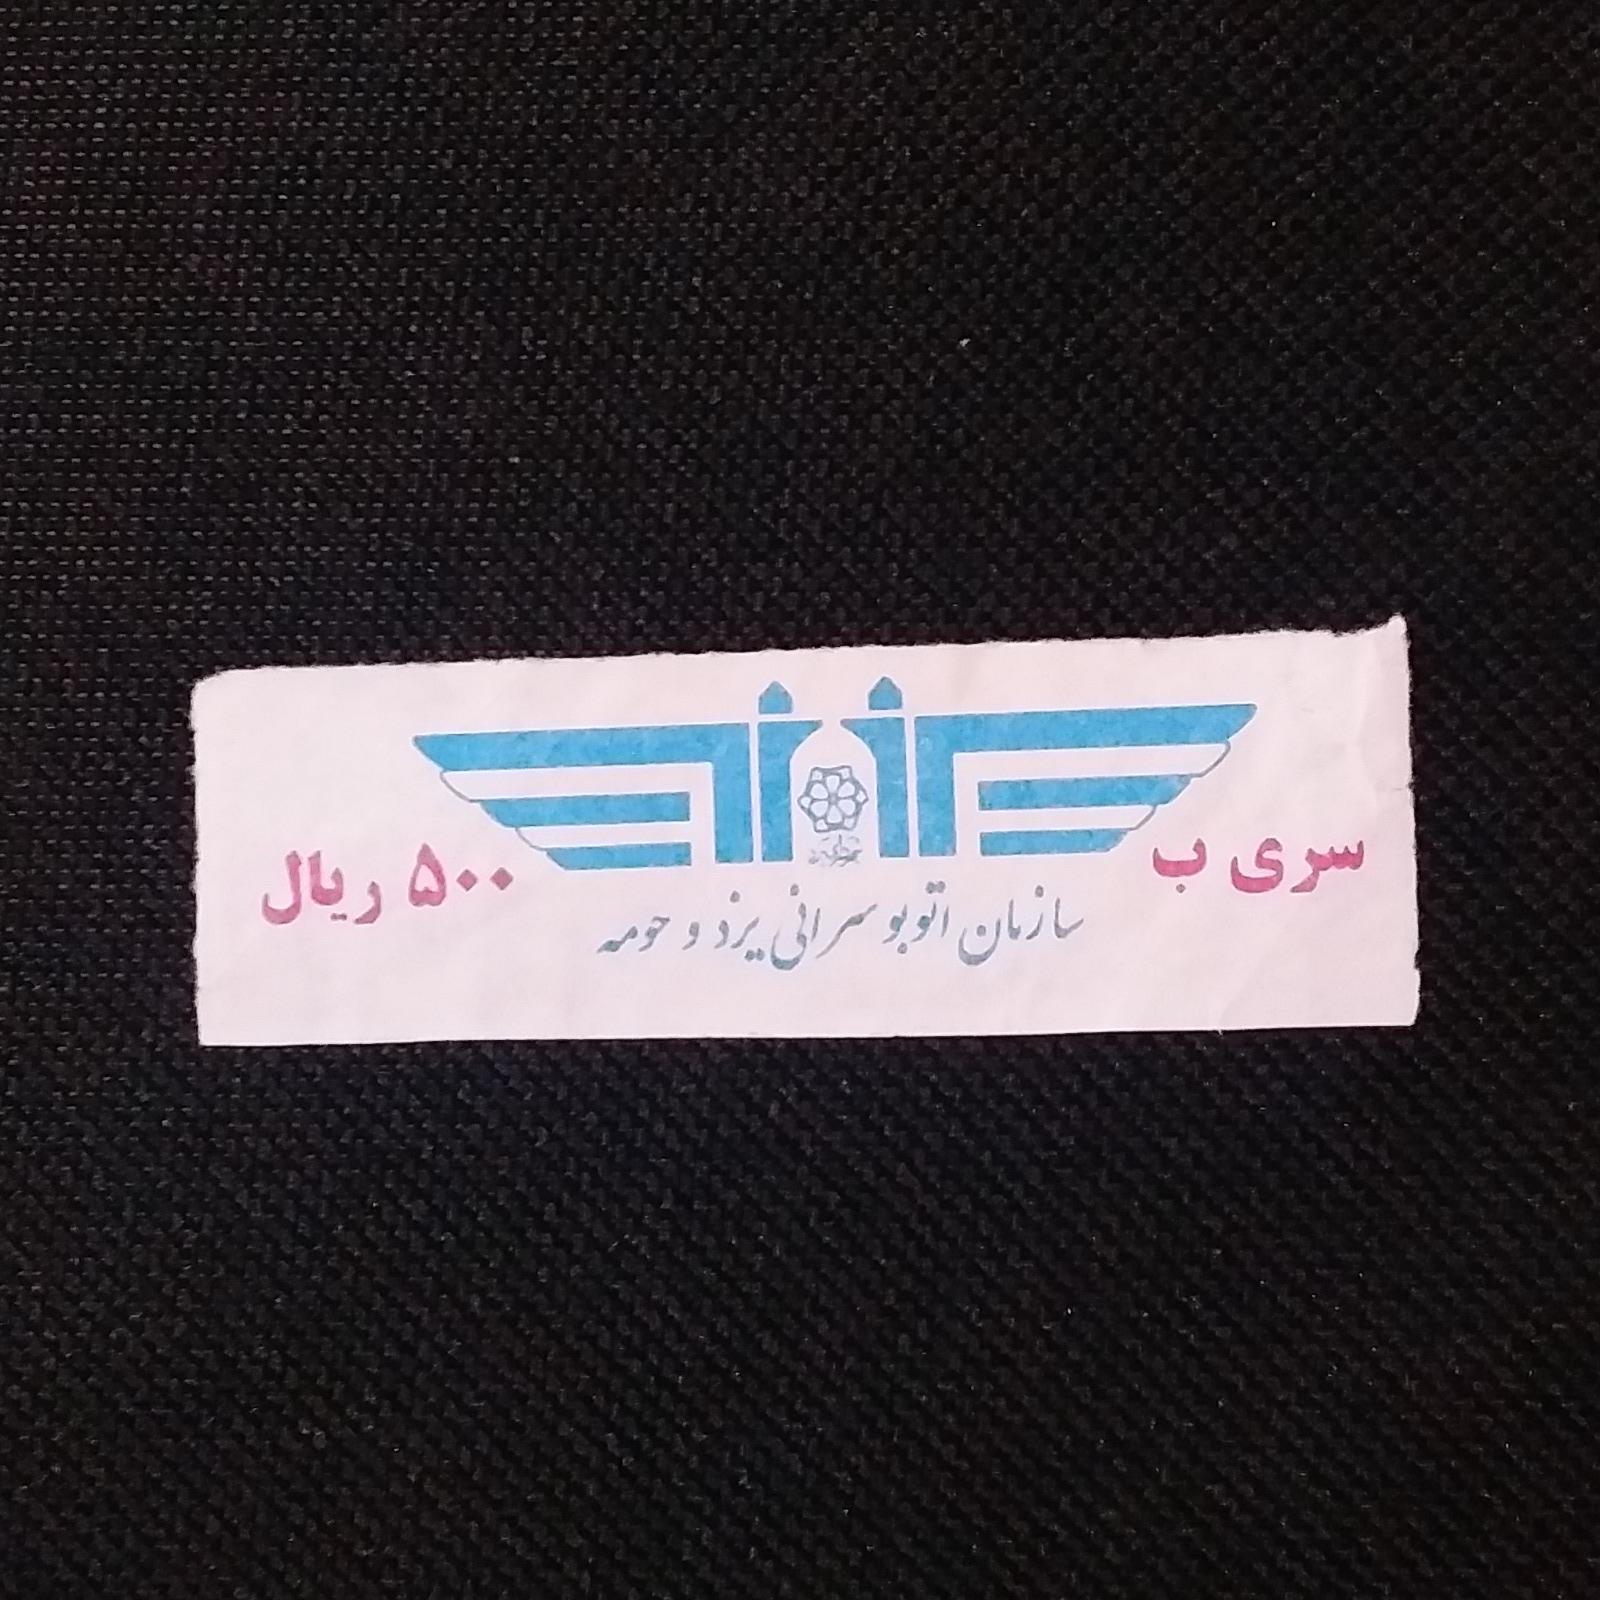 سری ب
۵۰۰ ریال
سازمان اتوبوسرانی یزد و حومه